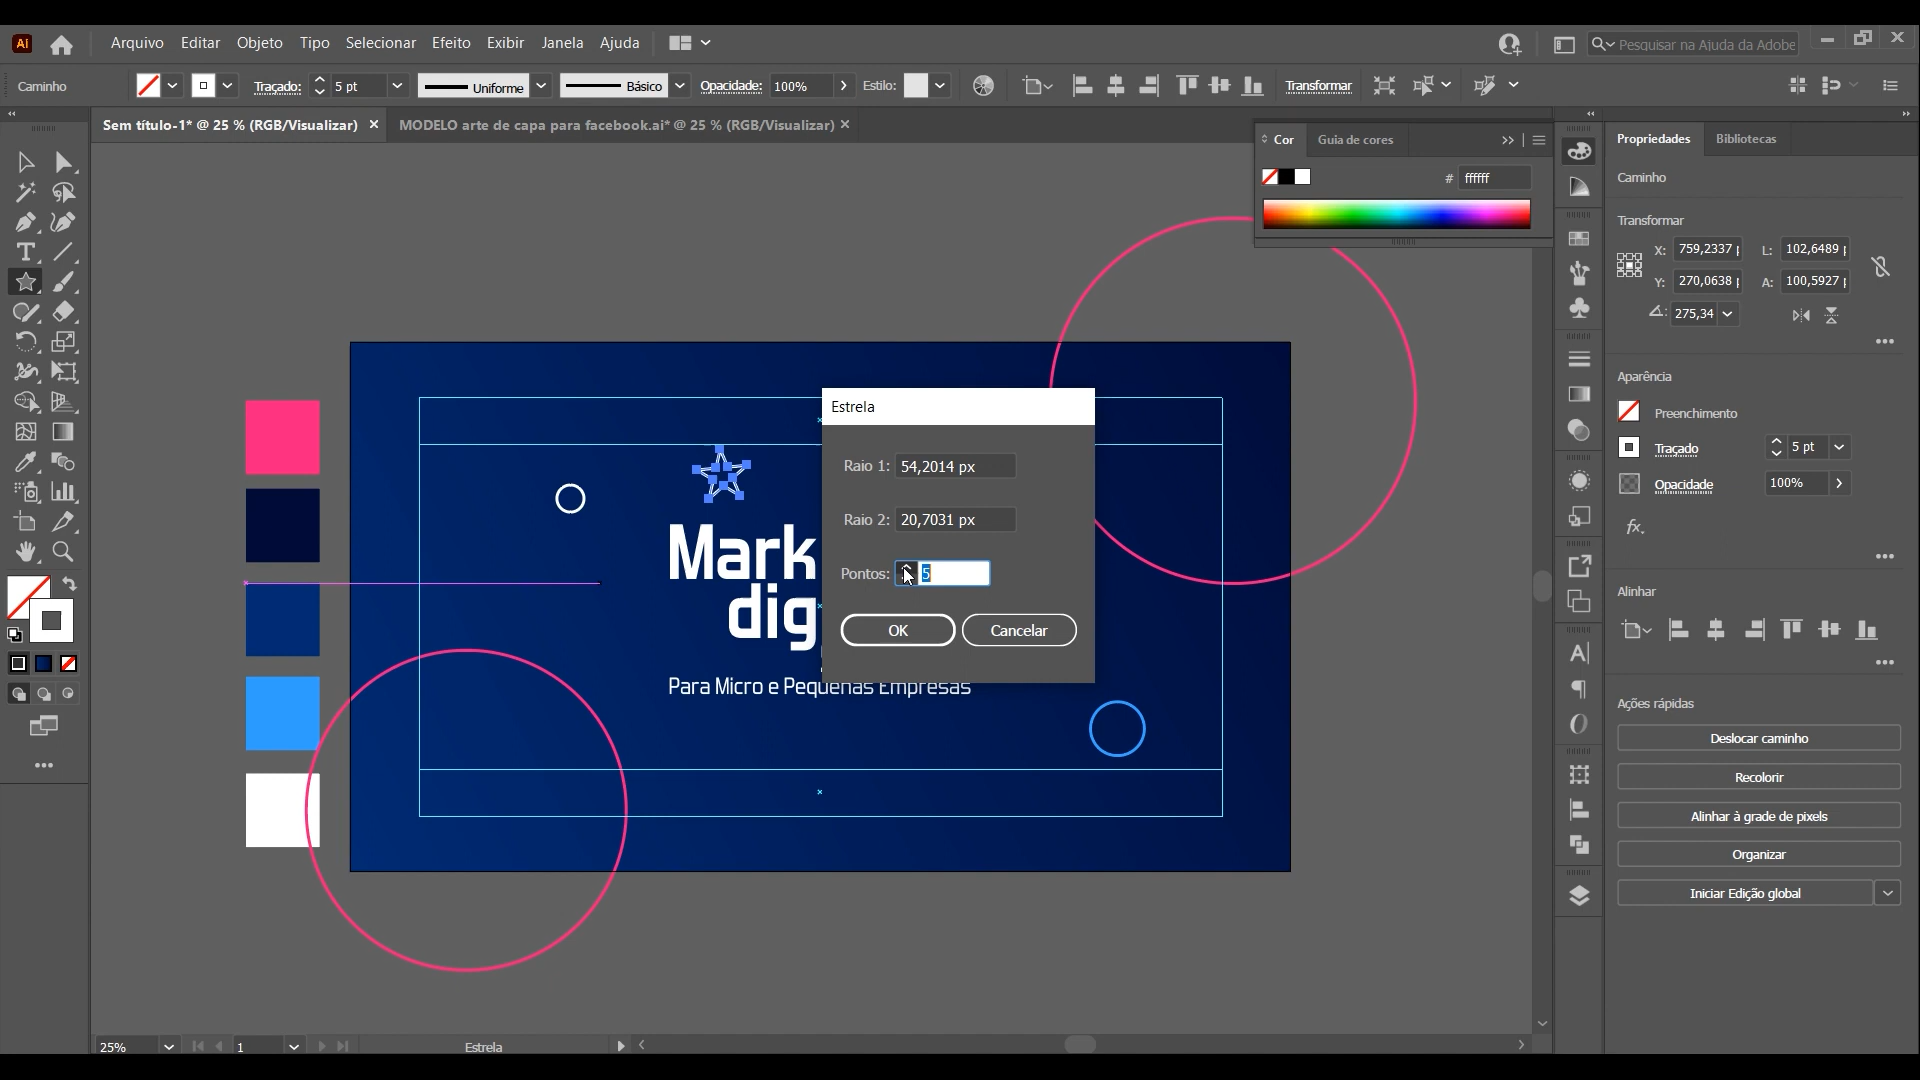 Ai
Arquivo Editar Objeto Tipo Selecionar Efeito Exibir Janela Ajuda
Pesquisar na Ajuda da Adobe
Caminho
Traçado: 5 pt
Uniforme
Básico
Opacidade: 100%
Estilo:
Transformar
Sem título-1* @ 25 % (RGB/Visualizar)
MODELO arte de capa para facebook.ai* @ 25 % (RGB/Visualizar)
Cor
Guia de cores
# ffffff
Propriedades
Bibliotecas
Caminho
Transformar
X: 759,2337 L: 102,6489
Y: 270,0638 A: 100,5927
275,34
Aparência
Preenchimento
Traçado 5 pt
Opacidade 100%
fx.
Alinhar
Ações rápidas
Deslocar caminho
Recolorir
Alinhar à grade de pixels
Organizar
Iniciar Edição global
Estrela
Raio 1: 54,2014 px
Raio 2: 20,7031 px
Pontos: 5
OK Cancelar
Mark
dig
Para Micro e Pequenas Empresas
25%
1
Estrela